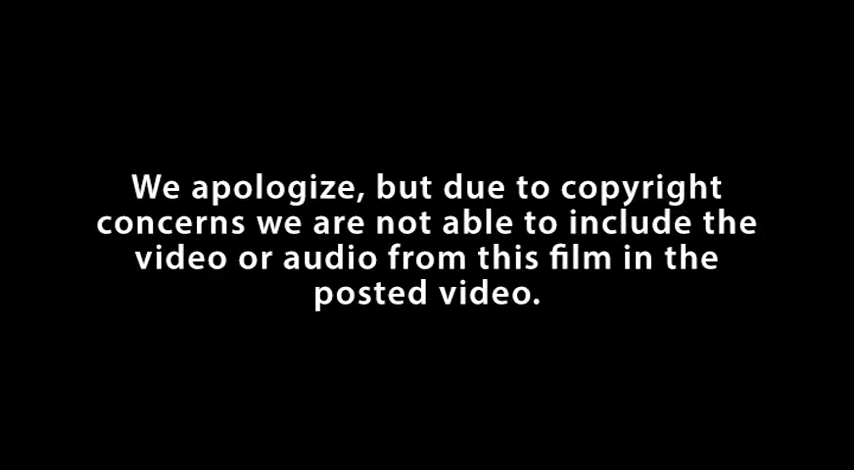 We apologize, but due to copyright
concerns we are not able to include the
video or audio from this film in the
posted video.